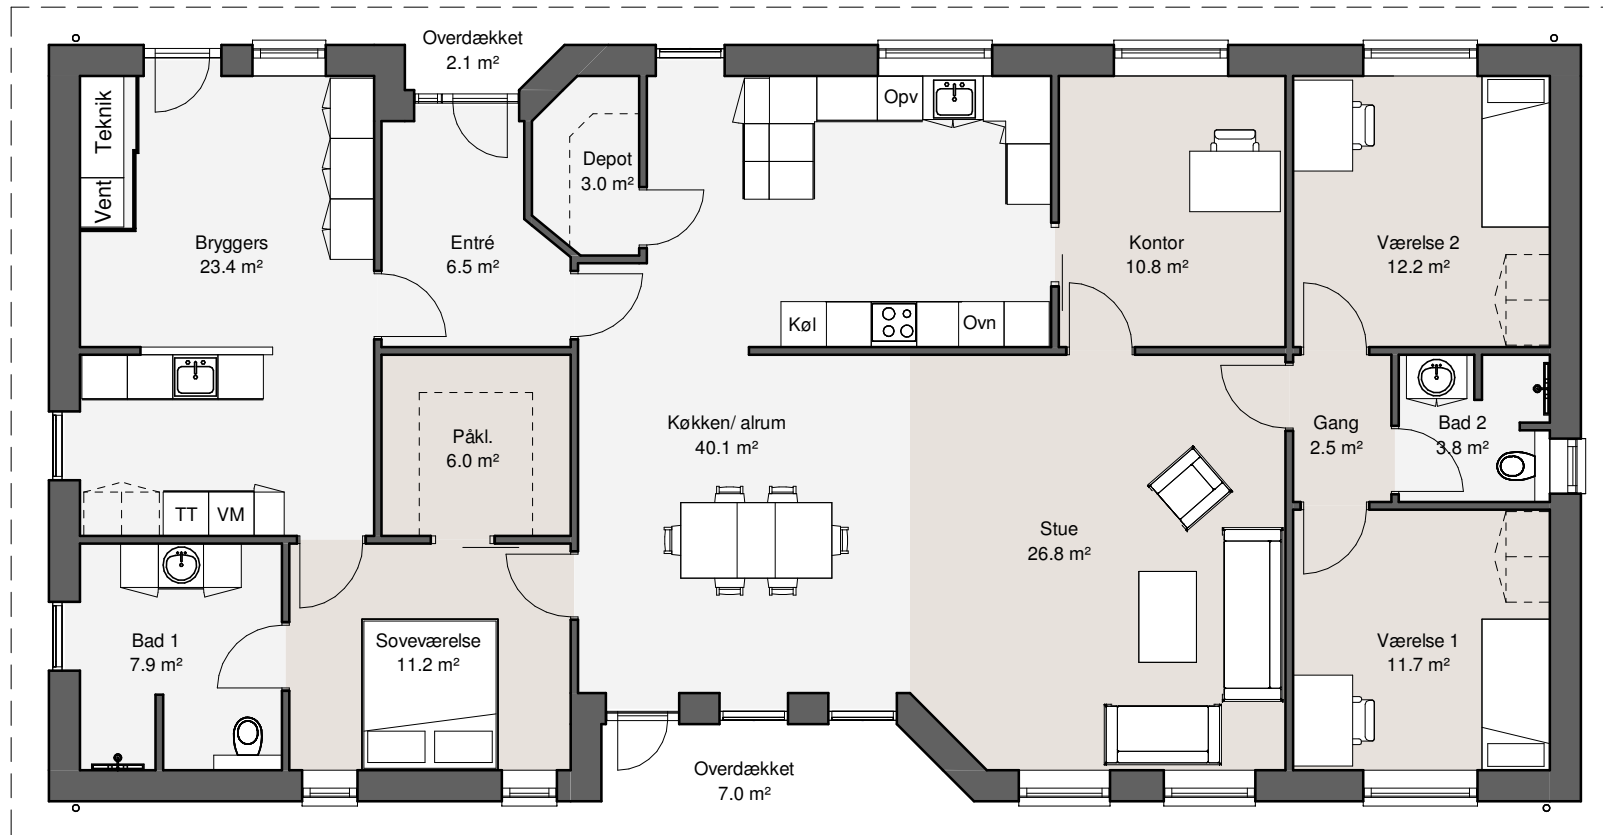 Overdækket
2.1 m²
Teknik
Vent
Opv
Depot
3.0 m²
Bryggers
23.4 m²
Entré
6.5 m²
Kontor
10.8 m²
Værelse 2
12.2 m²
Køl
Ovn
Påkl.
6.0 m²
Køkken/ alrum
40.1 m²
Gang
2.5 m²
Bad 2
3.8 m²
TT
VM
Stue
26.8 m²
Bad 1
7.9 m²
Soveværelse
11.2 m²
Værelse 1
11.7 m²
Overdækket
7.0 m²